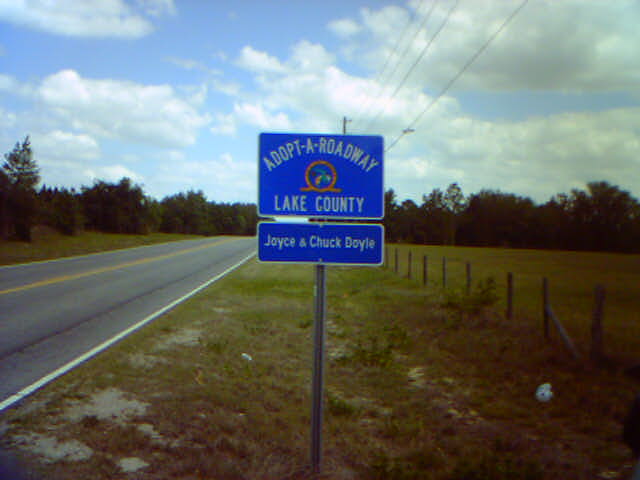 ADOPT-A-ROADWAY
LAKE COUNTY
Joyce & Chuck Doyle